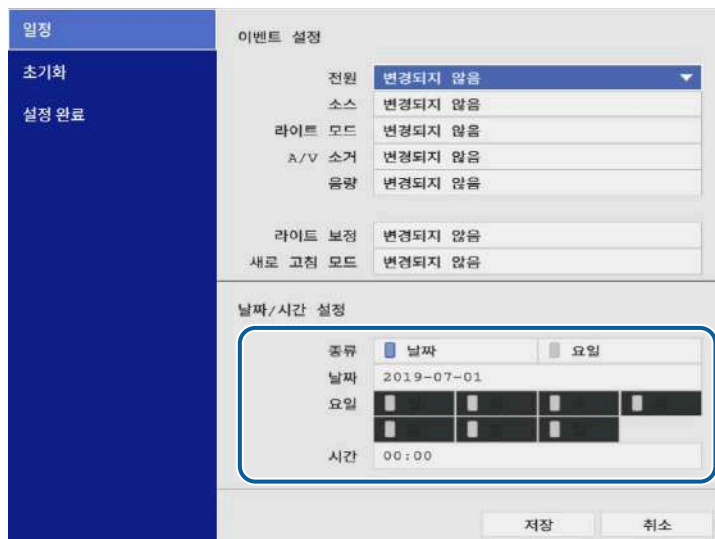 일정
초기화
설정 완료
이벤트 설정
전원 변경되지 않음
소스 변경되지 않음
라이트 모드 변경되지 않음
A/V 소거 변경되지 않음
음량 변경되지 않음
라이트 보정 변경되지 않음
새로 고침 모드 변경되지 않음
날짜/시간 설정
종류 날짜 요일
날짜 2019-07-01
요일
시간 00:00
저장 취소